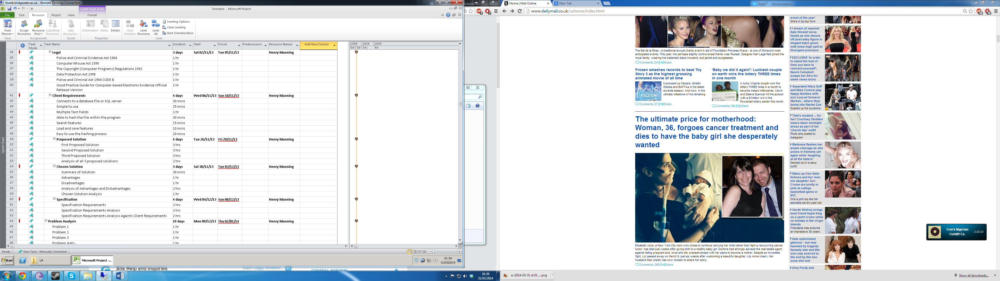 tsweb.bridgwater.ac.uk - Remote Desktop Connection
Gantt Chart Tools
Timetable - Microsoft Project
File Task Resource Project View Format
Team Planner
Assign Resources
Resource Pool
Substitute Resources
Add Resources
Information
Notes
Details
Level Selection
Level Resource
Level All
Leveling Options
Clear Leveling
Next Overallocation
View Assignments Insert Properties Level
Task Mode Task Name Duration Start Finish Predecessors Resource Names Add New Column
1984 2034 2049
'84 '09 '34 '49
34 Legal 3 days Sat 02/11/13 Tue 05/11/13 Henry Manning
35 Police and Criminal Evidence Act 1984 1 hr
36 Computer Misuse Act 1990 1 hr
37 The Copyright (Computer Programs) Regulations 1992 1 hr
38 Data Protection Act 1998 1 hr
39 Police and Criminal Act 1984 CODE B 1 hr
40 Good Practice Guide for Computer-based Electronic Evidence Official 1 hr
Release Version
41 Client Requirements 4 days Wed 06/11/13 Sun 10/11/13 Henry Manning
42 Connects to a database file or SQL server 30 mins
43 Simple to use 25 mins
44 Multiple Text Fields 1 hr
45 Able to hash the file within the program 30 mins
46 Search features 15 mins
47 Load and save features 10 mins
48 Easy to use the hashing process 20 mins
49 Proposed Solution 4 days Tue 26/11/13 Fri 29/11/13 Henry Manning
50 First Proposed Solution 3 hrs
51 Second Proposed Solution 3 hrs
52 Third Proposed Solution 3 hrs
53 Analysis of all 3 proposed solutions 2 hrs
54 Chosen Solution 3 days Sat 30/11/13 Tue 03/12/13 Henry Manning
55 Summary of Solution 30 mins
56 Advantages 1 hr
57 Disadvantages 1 hr
58 Analysis of Advantages and Distadvantages 2 hrs
59 Chosen Solution Analysis 1 hr
60 Specification 4 days Wed 04/12/13 Sun 08/12/13 Henry Manning
61 Specification Requirements 2 hrs
62 Specification Requirements Analysis 2 hrs
63 Specification Requirements Analysis Againts Client Requirements 2 hrs
64 Problem Analysis 19 days Mon 09/12/13 Thu 02/01/14 Henry Manning
65 Problem 1 1 hr
66 Problem 2 1 hr
67 Problem 3 1 hr
68 Problem 4 etc... 1 hr
Gantt Chart
Ready New Tasks : Manually Scheduled
Start U4 Microsoft Project -...
01:39
31/03/2014
Site Help and Inquiries
Super Laggy Shoutbox...
GENERAL FORUMS
01:39
31/03/2014
Home | Mail Online
New Tab
www.dailymail.co.uk/ushome/index.html
The Bal de la Rose - a traditional annual charity event in aid of Foundation Princess Grace - is one of Monaco's most
anticipated events. This year, the perhaps slightly controversial theme was 'Russia'. Designer Karl Lagerfeld joined the
royal family, wearing his trademark black trousers, suit jacket and sunglasses.
Comments (24) Share
Frozen smashes records to beat Toy
Story 3 as the highest grossing
animated movie of all time
FROZEN
It scooped up Oscars, Golden
Globes and BAFTAs in the latest
awards season. And now, in the
ultimate milestone of moviemaking.
Comments (27) Share
'Baby we did it again!': Luckiest couple
on earth wins the lottery THREE times
in one month
A lucky Virginia couple won the
lottery THREE times in a month to
become instant millionaires. Calvin
and Zatera Spencer hit the jackpot
with a $1million win in the
Powerball lottery earlier this month.
Comments (39) Share
The ultimate price for motherhood:
Woman, 36, forgoes cancer treatment and
dies to have the baby girl she desperately
wanted
Elizabeth Joice, a New York City mom who chose to continue carrying her child rather than fight a reoccurring cancer
tumor, has died just weeks after giving birth to a healthy baby girl. Doctors had strongly advised the real estate agent
against falling pregnant and, once she did, pressed ahead with her plans to become a mother. Despite an incredible
fight, Liz passed away on March 9, just six weeks after welcoming a beautiful daughter, Lily Anne (main). Her
husband Max (inset) has now chosen to share her story.
Comments (368) Share
event of the year'
She's in tip-top form
I dream of Jeanine!
Kate Winslet turns
heads as she shows
off post-baby figure in
elegant black gown
with knee-high split at
Divergent premiere
EXCLUSIVE 'In order
to stand the test of
time you have to
reinvent yourself':
Naomi Campbell
swaps her Afro for
sleek raven locks
Separated Hilary Duff
and Mike Comrie play
happy families with
son Luca at Farmers'
Market... where they
bump into Rachel Zoe
Soaked up the sunshine
That's modest ... for
her! Courtney Stodden
wears black skintight
dress as part of her
'church day' outfit
Photo she posted to
Instagram
Madonna flashes her
ample cleavage as she
poses in fishnets yet
again while 'laughing
at all the haters'
Decked out in a sexy
outfit
Make-up free Katie
Holmes and her mini-
me daughter Suri
Cruise are pretty in
pink at college
basketball game in
NYC
Wre a pink top like her
adorable seven-year-old
Oprah Winfrey brings
best friend Gayle King
on a yacht cruise while
on holiday in the Virgin
Islands
Friendship has endured
an impressive 38 years
Kate epitomised
glamour - but was
haunted by tragedy:
Dynasty star and 80s
icon was scarred to
the end by the two
sons she lost
Amy Purdy and
Trev's Nigerian
Forklift Co.
2:20:23
ss (2014-03-31 at 01.....png
Show all downloads...